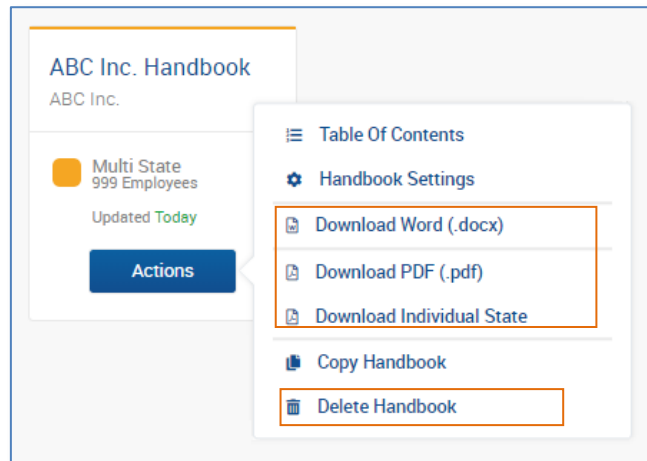 ABC Inc. Handbook
ABC Inc.
Multi State
999 Employees
Updated Today
Actions
Table Of Contents
Handbook Settings
Download Word (.docx)
Download PDF (.pdf)
Download Individual State
Copy Handbook
Delete Handbook